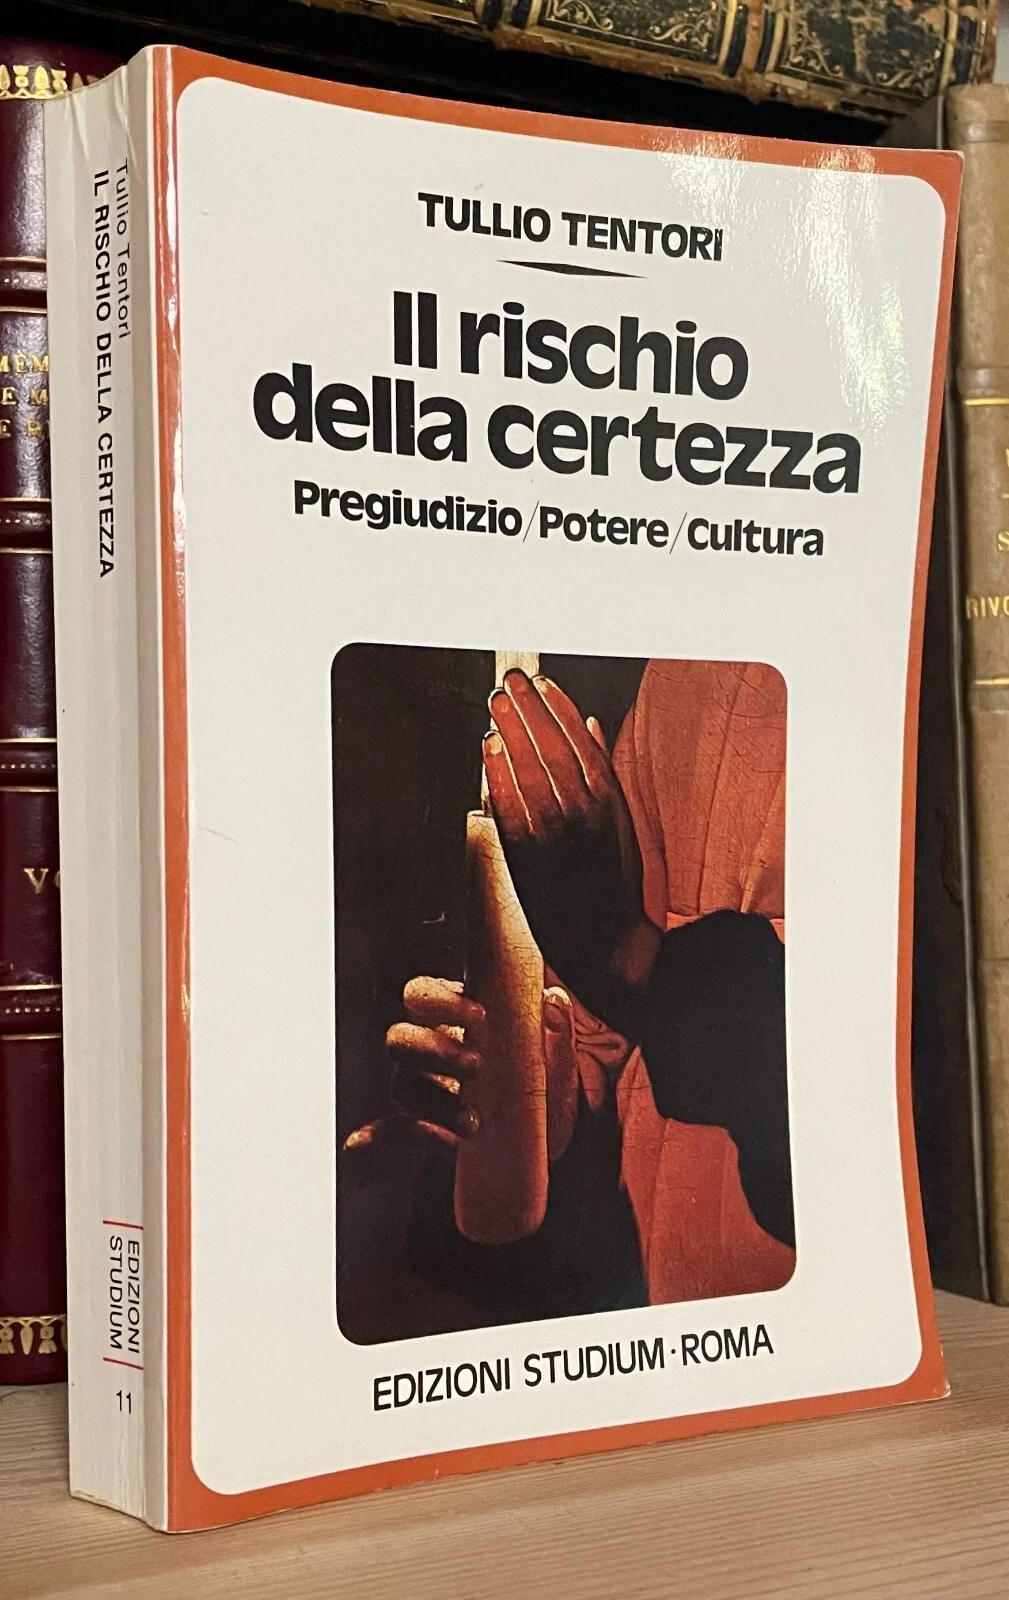 TULLIO TENTORI
Il rischio
della certezza
Pregiudizio/Potere/Cultura
EDIZIONI STUDIUM·ROMA
Tullio Tentori
IL RISCHIO DELLA CERTEZZA
EDIZIONI
STUDIUM
11